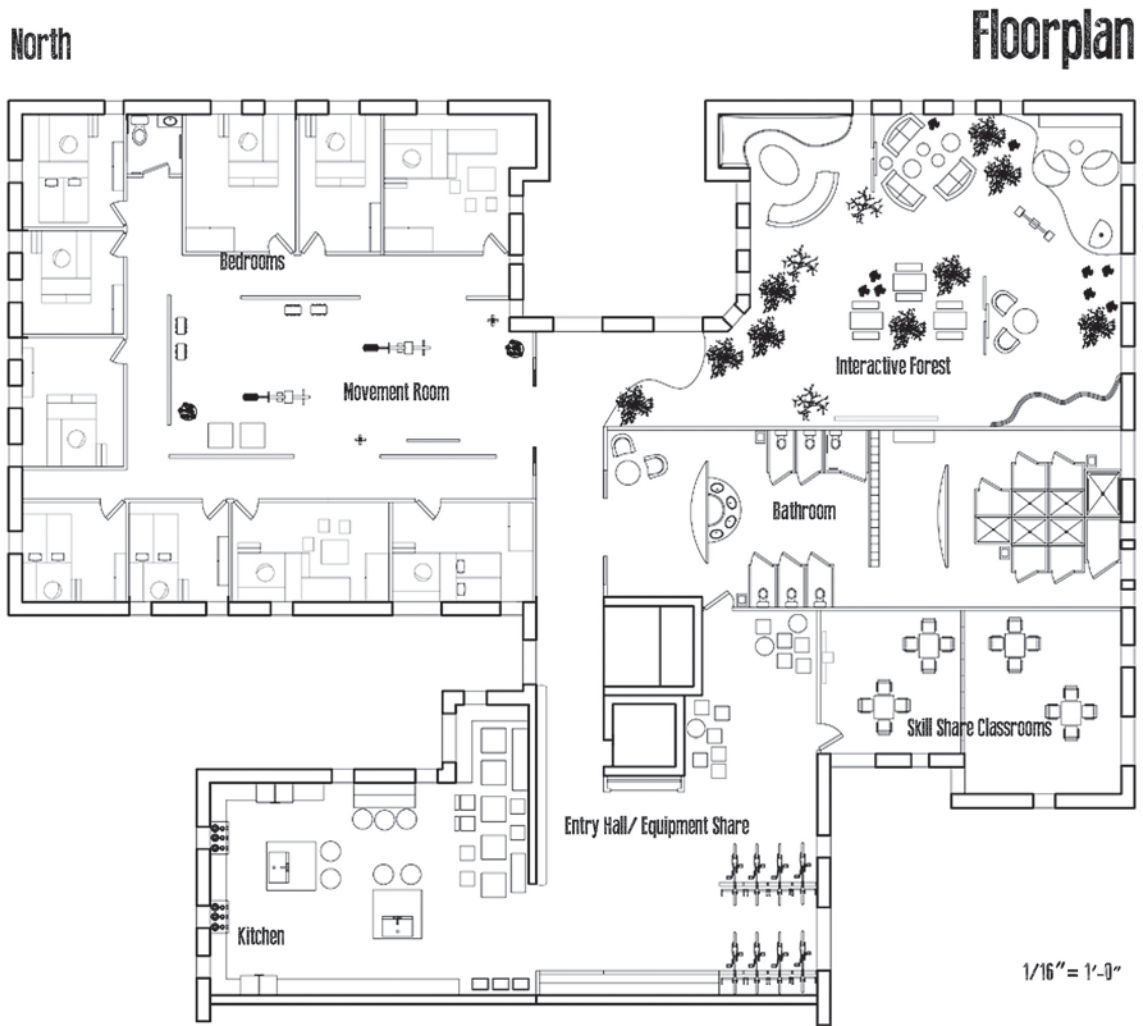 North
Floorplan
Bedrooms
Movement Room
Interactive Forest
Bathroom
Skill Share Classrooms
Entry Hall/ Equipment Share
Kitchen
1/16"= 1'-0"